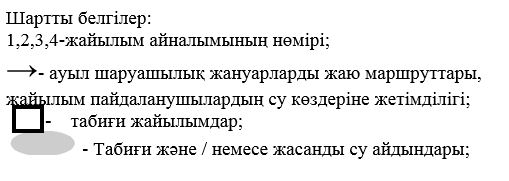 Шартты белгілер:
1,2,3,4-жайылым айналымының нөмірі;
→- ауыл шаруашылық жануарларды жаю маршруттары,
жайылым пайдаланушылардың су көздеріне жетімділігі;
- табиғи жайылымдар;
- Табиғи және / немесе жасанды су айдындары;